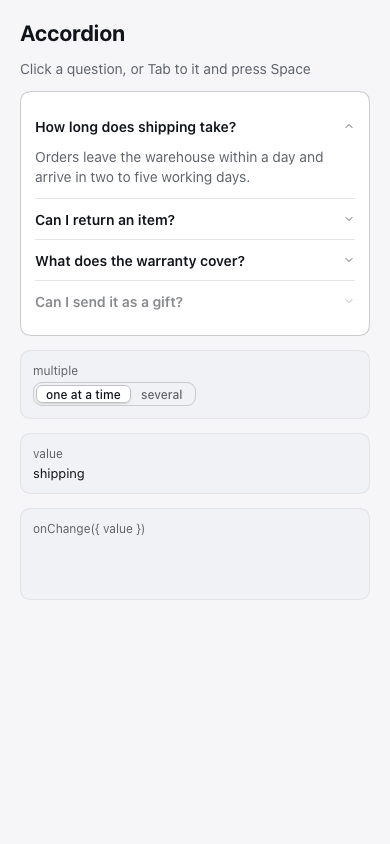 Accordion
Click a question, or Tab to it and press Space
How long does shipping take?
Orders leave the warehouse within a day and
arrive in two to five working days.
Can I return an item?
What does the warranty cover?
Can I send it as a gift?
multiple
one at a time several
value
shipping
onChange({ value })